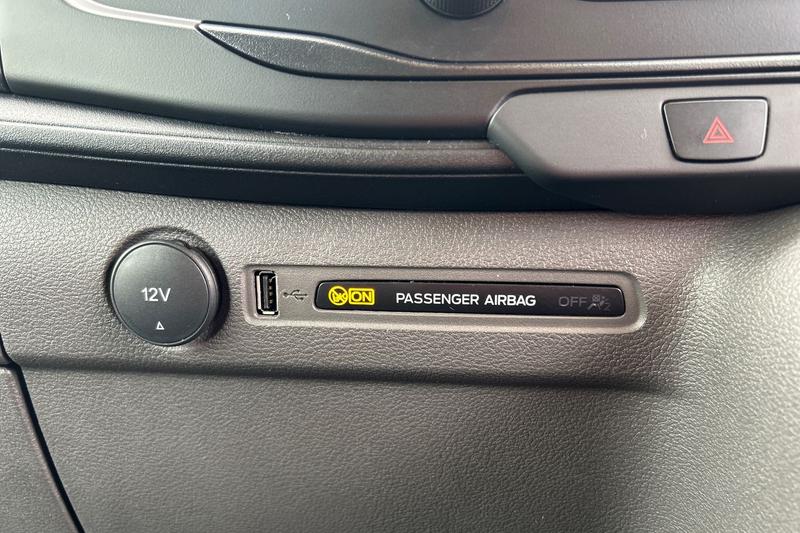 12V
ON PASSENGER AIRBAG OFF